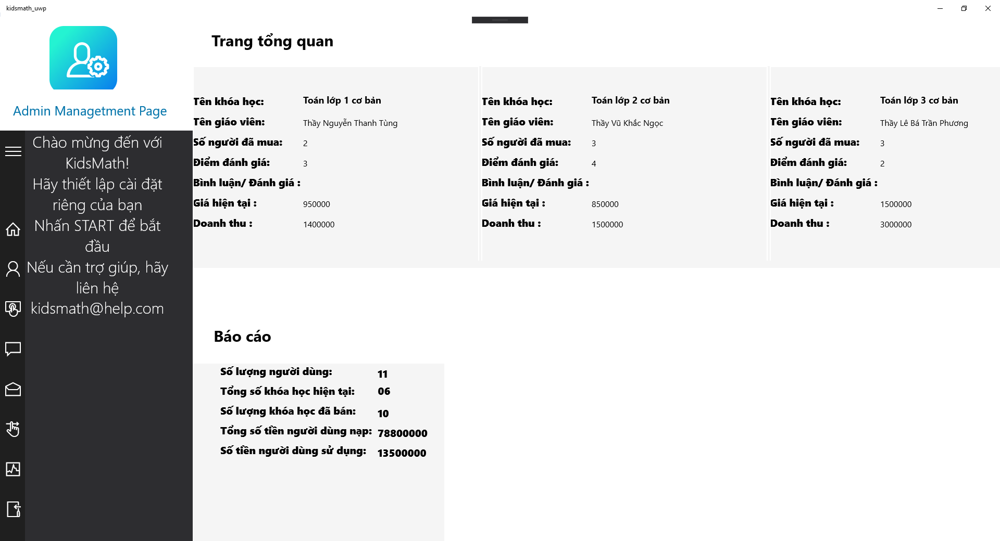 kidsmath_uwp
Admin Managetment Page
Chào mừng đến với
KidsMath!
Hãy thiết lập cài đặt
riêng của bạn
Nhấn START để bắt
đầu
Nếu cần trợ giúp, hãy
liên hệ
kidsmath@help.com
Trang tổng quan
Tên khóa học: Toán lớp 1 cơ bản
Tên giáo viên: Thầy Nguyễn Thanh Tùng
Số người đã mua: 2
Điểm đánh giá: 3
Bình luận/ Đánh giá :
Giá hiện tại : 950000
Doanh thu : 1400000
Tên khóa học: Toán lớp 2 cơ bản
Tên giáo viên: Thầy Vũ Khắc Ngọc
Số người đã mua: 3
Điểm đánh giá: 4
Bình luận/ Đánh giá :
Giá hiện tại : 850000
Doanh thu : 1500000
Tên khóa học: Toán lớp 3 cơ bản
Tên giáo viên: Thầy Lê Bá Trần Phương
Số người đã mua: 3
Điểm đánh giá: 2
Bình luận/ Đánh giá :
Giá hiện tại : 1500000
Doanh thu : 3000000
Báo cáo
Số lượng người dùng: 11
Tổng số khóa học hiện tại: 06
Số lượng khóa học đã bán: 10
Tổng số tiền người dùng nạp: 78800000
Số tiền người dùng sử dụng: 13500000